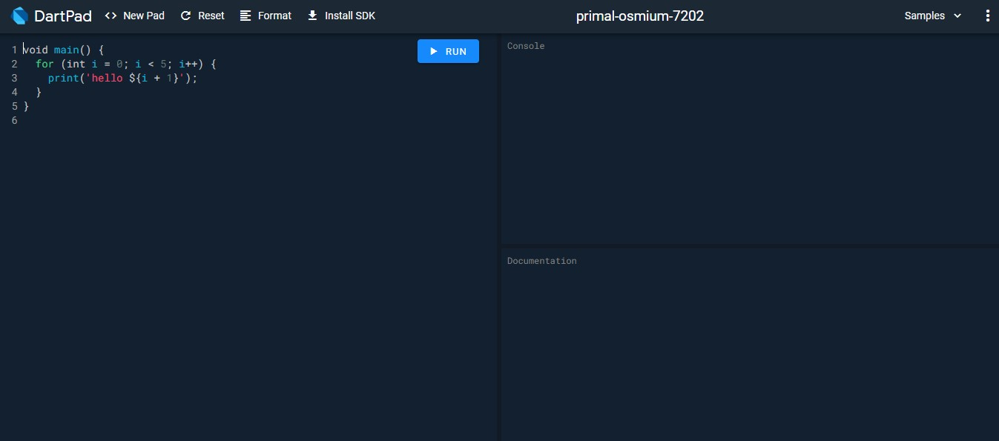 DartPad <> New Pad Reset Format Install SDK primal-osmium-7202 Samples
1 void main() {
2   for (int i = 0; i < 5; i++) {
3     print('hello ${i + 1}');
4   }
5 }
6
RUN
Console
Documentation